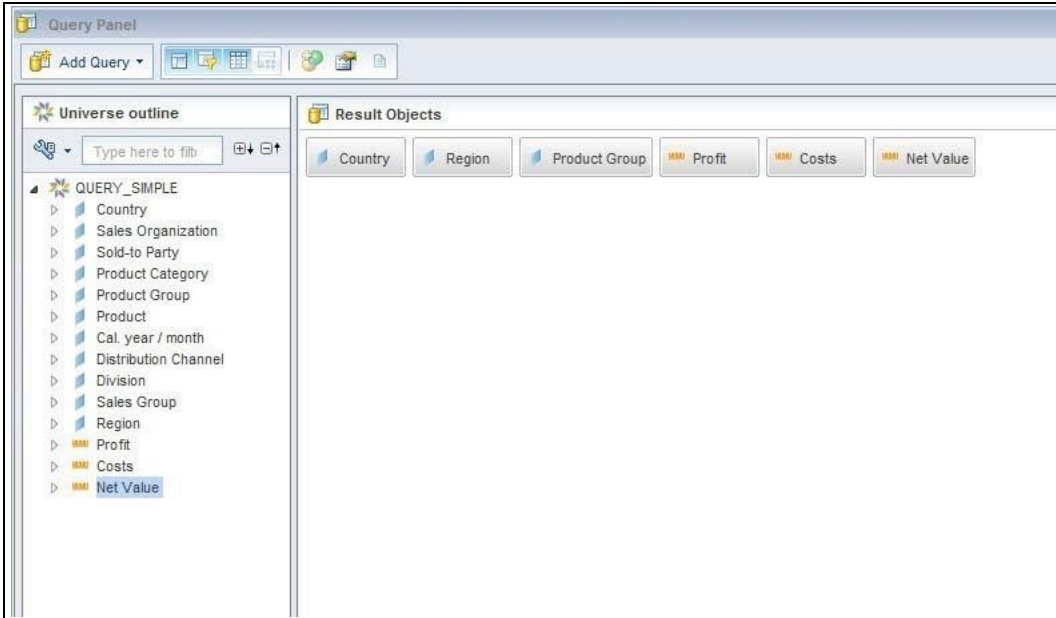 Query Panel
Add Query
Universe outline
Result Objects
Type here to filt
Country Region Product Group Profit Costs Net Value
QUERY_SIMPLE
Country
Sales Organization
Sold-to Party
Product Category
Product Group
Product
Cal. year / month
Distribution Channel
Division
Sales Group
Region
Profit
Costs
Net Value